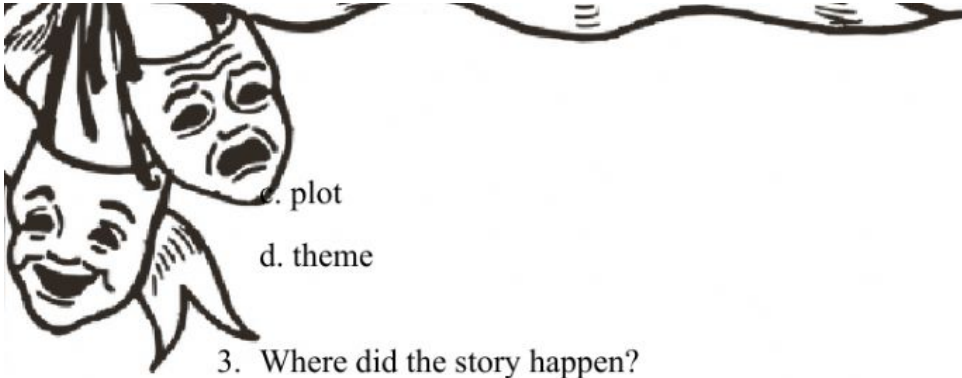 c. plot
d. theme
3. Where did the story happen?